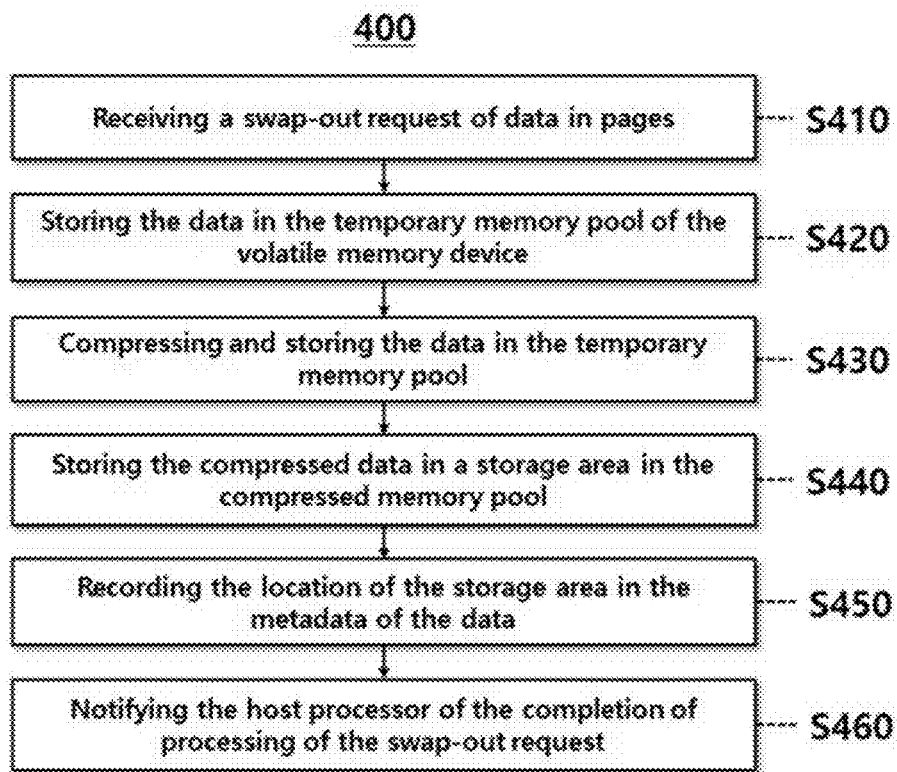 400
Receiving a swap-out request of data in pages
S410
Storing the data in the temporary memory pool of the
volatile memory device
S420
Compressing and storing the data in the temporary
memory pool
S430
Storing the compressed data in a storage area in the
compressed memory pool
S440
Recording the location of the storage area in the
metadata of the data
S450
Notifying the host processor of the completion of
processing of the swap-out request
S460